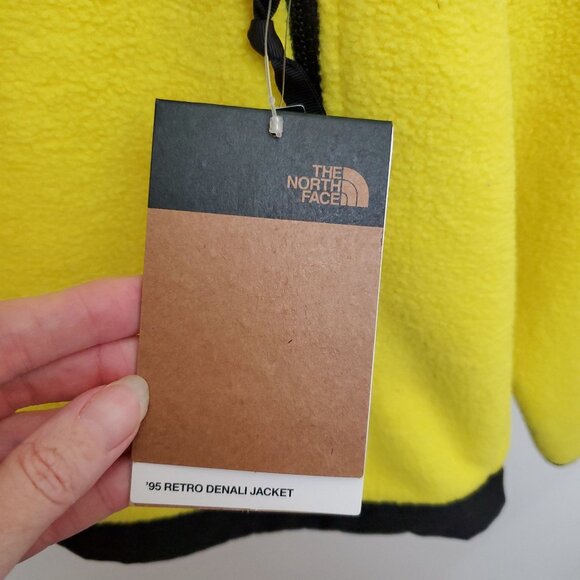 THE
NORTH
FACE
'95 RETRO DENALI JACKET